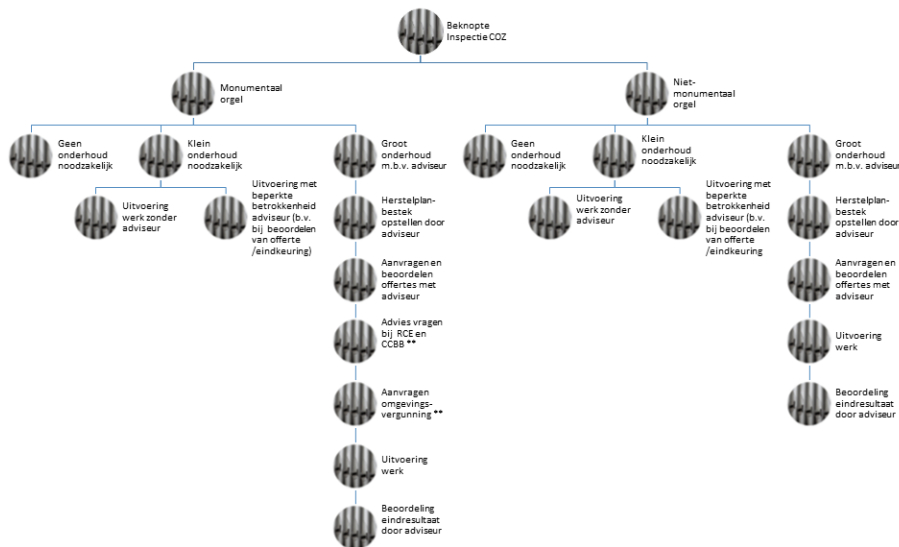 Beknopte
Inspectie COZ
Monumentaal
orgel
Niet-
monumentaal
orgel
Geen
onderhoud
noodzakelijk
Klein
onderhoud
noodzakelijk
Groot
onderhoud
m.b.v. adviseur
Geen
onderhoud
noodzakelijk
Klein
onderhoud
noodzakelijk
Groot
onderhoud
m.b.v. adviseur
Uitvoering
werk zonder
adviseur
Uitvoering met
beperkte
betrokkenheid
adviseur (b.v.
bij beoordelen
van offerte
/eindkeuring)
Herstelplan-
bestek
opstellen door
adviseur
Uitvoering
werk zonder
adviseur
Uitvoering met
beperkte
betrokkenheid
adviseur (b.v.
bij beoordelen
van offerte
/eindkeuring
Herstelplan-
bestek
opstellen door
adviseur
Aanvragen en
beoordelen
offertes met
adviseur
Aanvragen en
beoordelen
offertes met
adviseur
Advies vragen
bij RCE en
CCBB **
Uitvoering
werk
Aanvragen
omgevings-
vergunning **
Beoordeling
eindresultaat
door adviseur
Uitvoering
werk
Beoordeling
eindresultaat
door adviseur